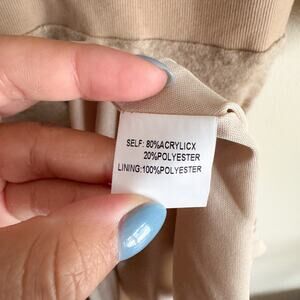 SELF: 80%ACRYLICX
20%POLYESTER
LINING:100%POLYESTER